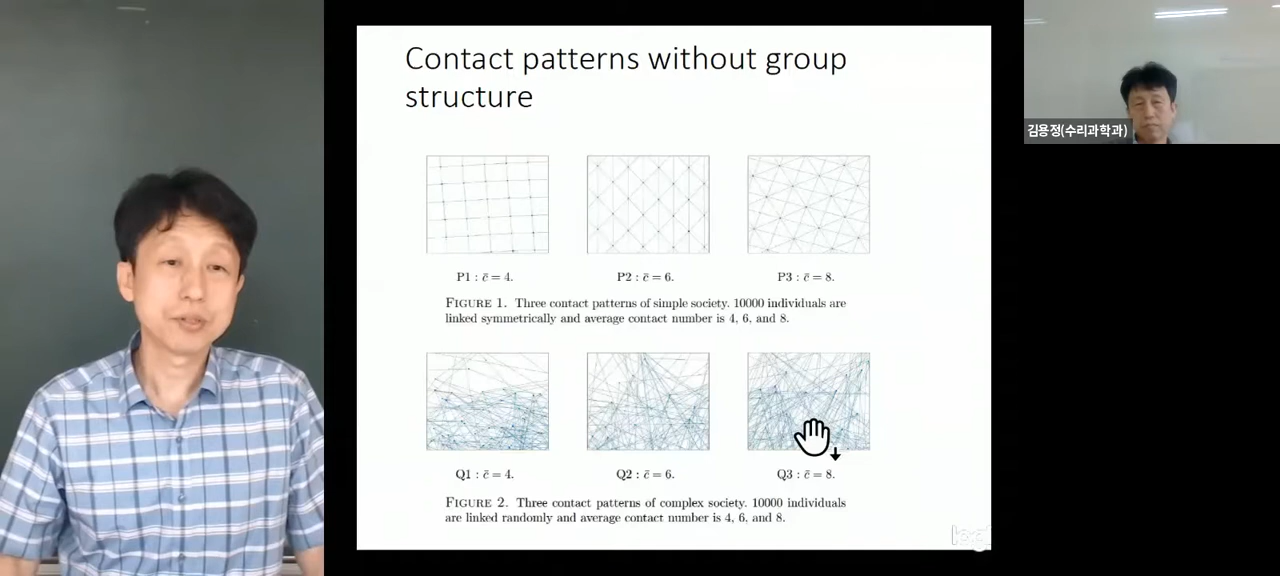 Contact patterns without group
structure
P1 : c̄ = 4.
P2 : c̄ = 6.
P3 : c̄ = 8.
FIGURE 1. Three contact patterns of simple society. 10000 individuals are
linked symmetrically and average contact number is 4, 6, and 8.
Q1 : c̄ = 4.
Q2 : c̄ = 6.
Q3 : c̄ = 8.
FIGURE 2. Three contact patterns of complex society. 10000 individuals
are linked randomly and average contact number is 4, 6, and 8.
김용정(수리과학과)